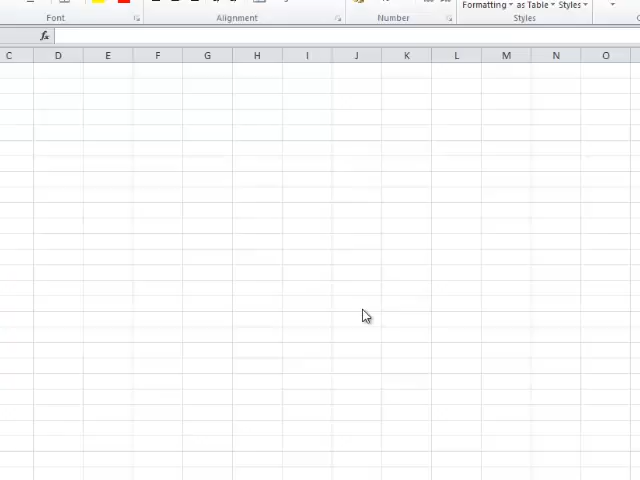 Formatting as Table Styles
Font Alignment Number Styles
fx
C D E F G H I J K L M N O